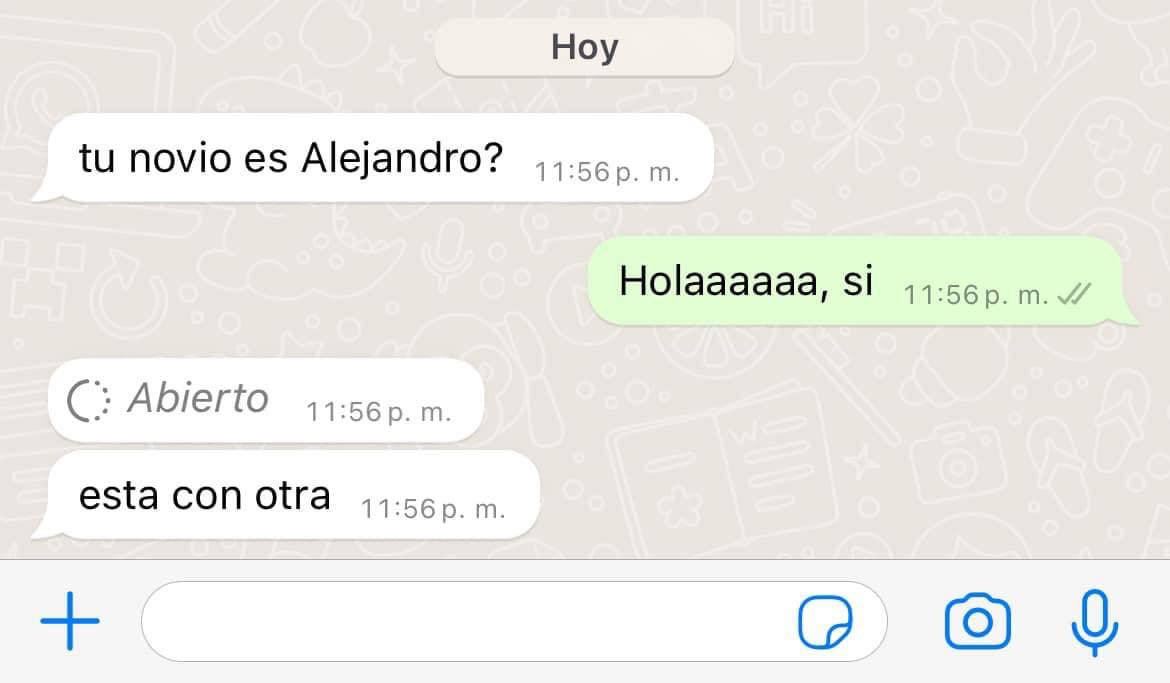 Hoy
tu novio es Alejandro? 11:56 p. m.
Holaaaaaa, si 11:56 p. m.
Abierto 11:56 p. m.
esta con otra 11:56 p. m.